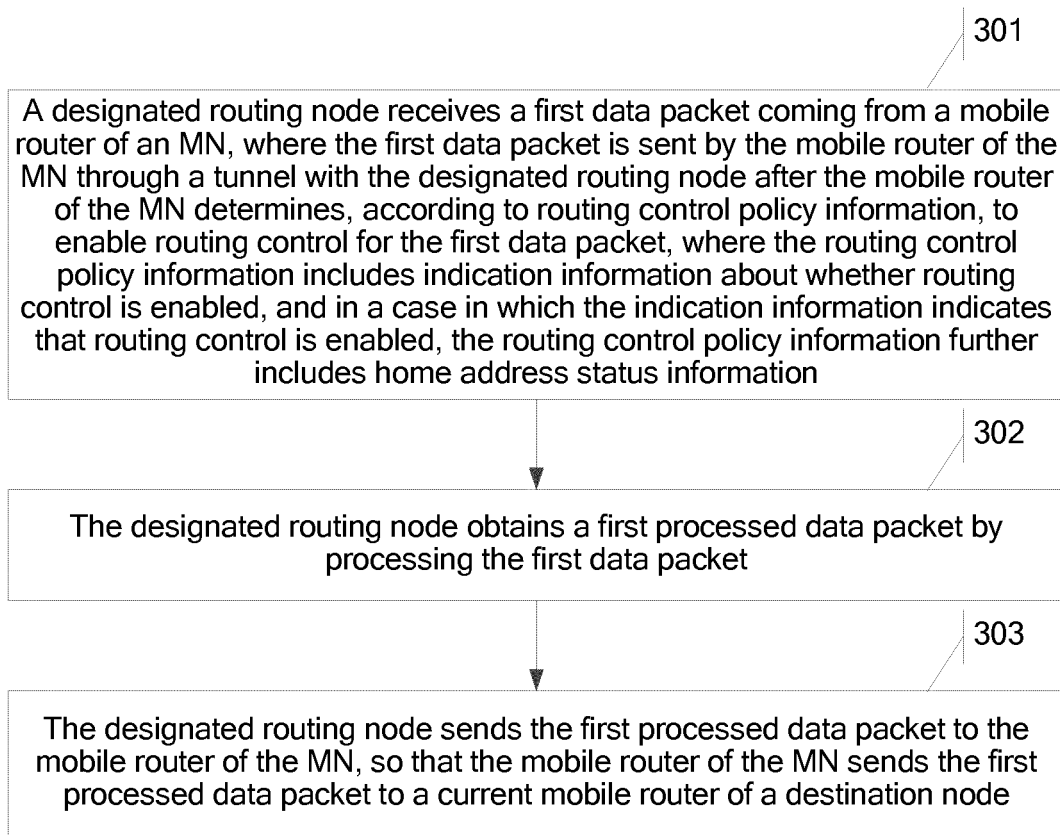 301
A designated routing node receives a first data packet coming from a mobile
router of an MN, where the first data packet is sent by the mobile router of the
MN through a tunnel with the designated routing node after the mobile router
of the MN determines, according to routing control policy information, to
enable routing control for the first data packet, where the routing control
policy information includes indication information about whether routing
control is enabled, and in a case in which the indication information indicates
that routing control is enabled, the routing control policy information further
includes home address status information
302
The designated routing node obtains a first processed data packet by
processing the first data packet
303
The designated routing node sends the first processed data packet to the
mobile router of the MN, so that the mobile router of the MN sends the first
processed data packet to a current mobile router of a destination node